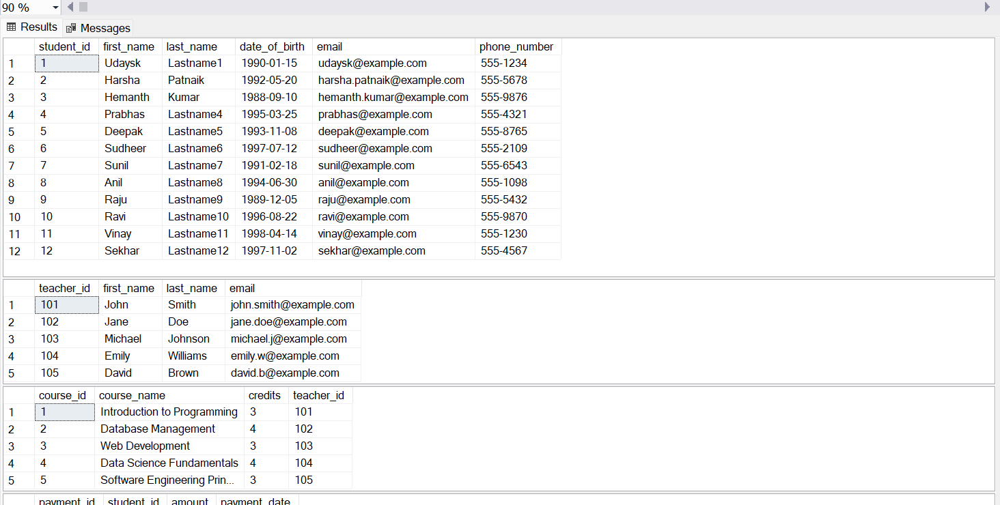 90 %
Results Messages
student_id first_name last_name date_of_birth email phone_number
1 1 Udaysk Lastname1 1990-01-15 udaysk@example.com 555-1234
2 2 Harsha Patnaik 1992-05-20 harsha.patnaik@example.com 555-5678
3 3 Hemanth Kumar 1988-09-10 hemanth.kumar@example.com 555-9876
4 4 Prabhas Lastname4 1995-03-25 prabhas@example.com 555-4321
5 5 Deepak Lastname5 1993-11-08 deepak@example.com 555-8765
6 6 Sudheer Lastname6 1997-07-12 sudheer@example.com 555-2109
7 7 Sunil Lastname7 1991-02-18 sunil@example.com 555-6543
8 8 Anil Lastname8 1994-06-30 anil@example.com 555-1098
9 9 Raju Lastname9 1989-12-05 raju@example.com 555-5432
10 10 Ravi Lastname10 1996-08-22 ravi@example.com 555-9870
11 11 Vinay Lastname11 1998-04-14 vinay@example.com 555-1230
12 12 Sekhar Lastname12 1997-11-02 sekhar@example.com 555-4567
teacher_id first_name last_name email
1 101 John Smith john.smith@example.com
2 102 Jane Doe jane.doe@example.com
3 103 Michael Johnson michael.j@example.com
4 104 Emily Williams emily.w@example.com
5 105 David Brown david.b@example.com
course_id course_name credits teacher_id
1 1 Introduction to Programming 3 101
2 2 Database Management 4 102
3 3 Web Development 3 103
4 4 Data Science Fundamentals 4 104
5 5 Software Engineering Prin... 3 105
payment_id student_id amount payment_date